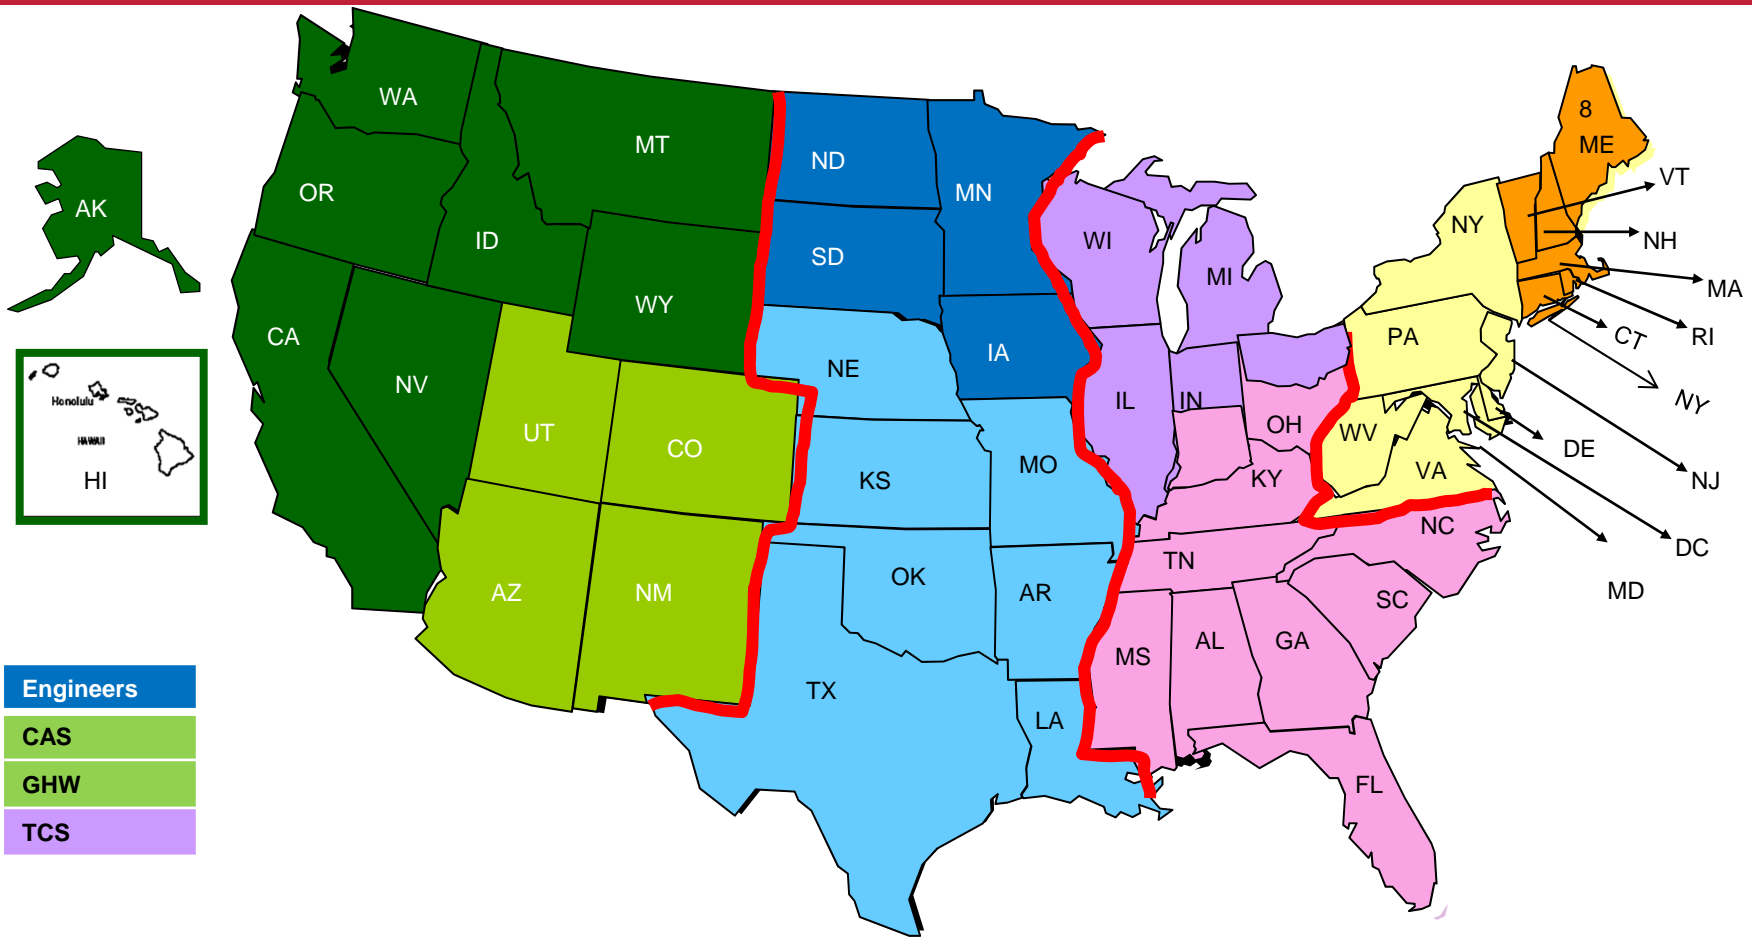 8
WA
MT
ME
ND
VT
OR
MN
AK
NY
WI
NH
ID
SD
MI
MA
WY
CA
PA
CT
RI
IA
NE
NV
Honolulu
IL
IN
NY
UT
OH
WV
HAWAII
CO
MO
DE
HI
KS
KY
VA
NJ
NC
DC
TN
OK
AZ
NM
AR
SC
MD
AL
GA
MS
Engineers
TX
LA
CAS
GHW
FL
TCS